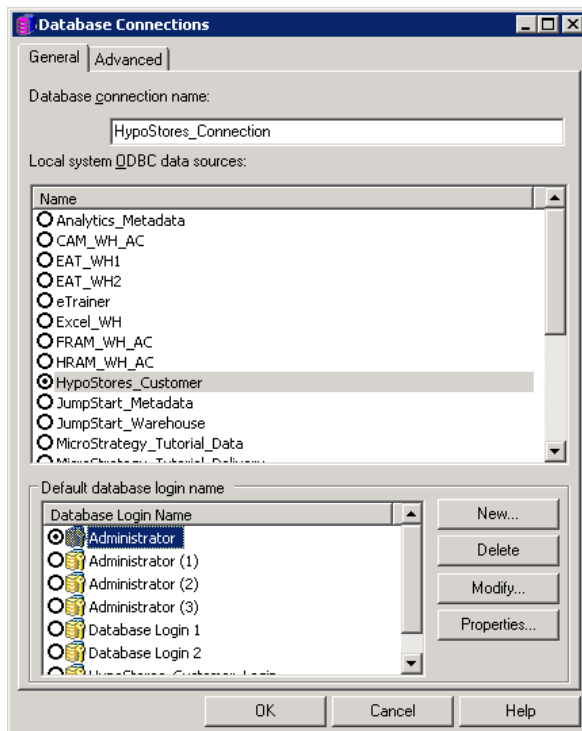 Database Connections
General Advanced
Database connection name:
HypoStores_Connection
Local system ODBC data sources:
Name
Analytics_Metadata
CAM_WH_AC
EAT_WH1
EAT_WH2
eTrainer
Excel_WH
FRAM_WH_AC
HRAM_WH_AC
HypoStores_Customer
JumpStart_Metadata
JumpStart_Warehouse
MicroStrategy_Tutorial_Data
Default database login name
Database Login Name
Administrator
Administrator (1)
Administrator (2)
Administrator (3)
Database Login 1
Database Login 2
New...
Delete
Modify...
Properties...
OK Cancel Help